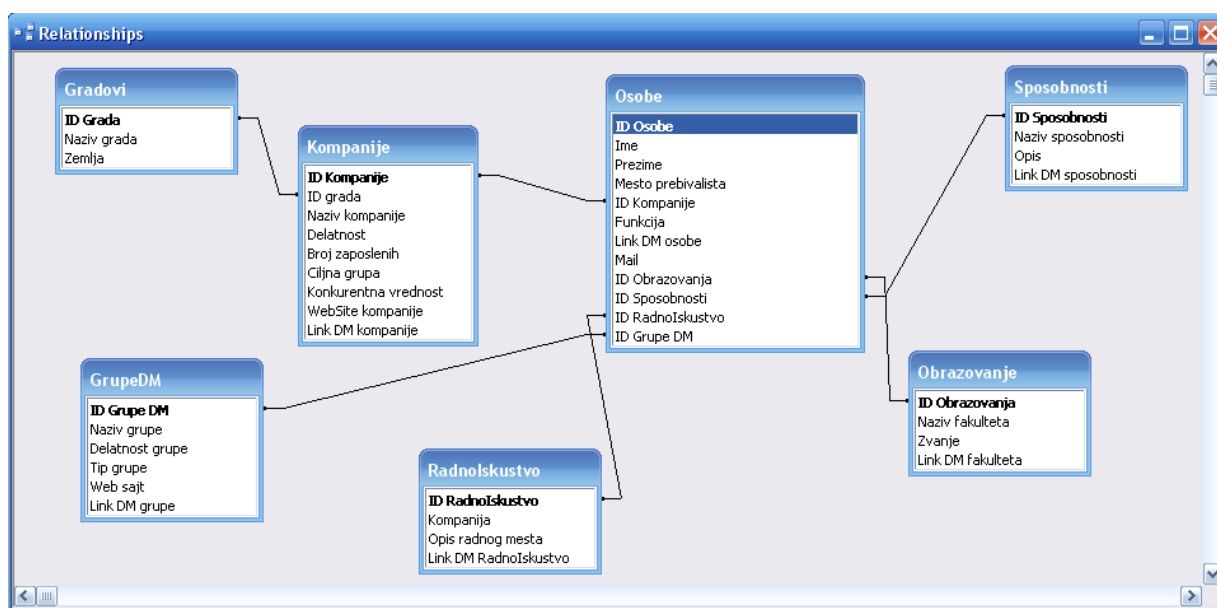 Relationships
Gradovi
ID Grada
Naziv grada
Zemlja
Kompanije
ID Kompanije
ID grada
Naziv kompanije
Delatnost
Broj zaposlenih
Ciljna grupa
Konkurentna vrednost
WebSite kompanije
Link DM kompanije
Osobe
ID Osobe
Ime
Prezime
Mesto prebivalista
ID Kompanije
Funkcija
Link DM osobe
Mail
ID Obrazovanja
ID Sposobnosti
ID RadnoIskustvo
ID Grupe DM
Sposobnosti
ID Sposobnosti
Naziv sposobnosti
Opis
Link DM sposobnosti
GrupeDM
ID Grupe DM
Naziv grupe
Delatnost grupe
Tip grupe
Web sajt
Link DM grupe
RadnoIskustvo
ID RadnoIskustvo
Kompanija
Opis radnog mesta
Link DM RadnoIskustvo
Obrazovanje
ID Obrazovanja
Naziv fakulteta
Zvanje
Link DM fakulteta